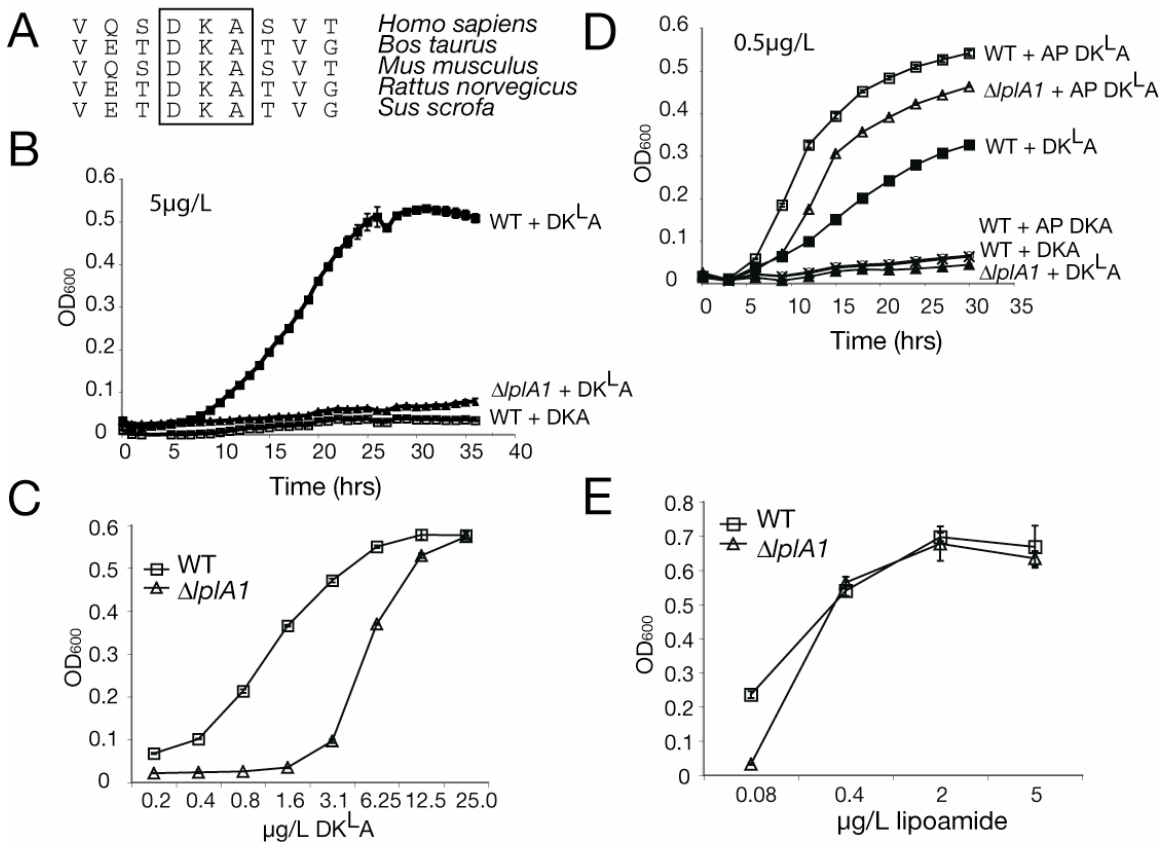 A
V Q S D K A S V T Homo sapiens
V E T D K A T V G Bos taurus
V Q S D K A S V T Mus musculus
V E T D K A T V G Rattus norvegicus
V E T D K A T V G Sus scrofa
B
5µg/L
OD600
0.6
0.5
0.4
0.3
0.2
0.1
0
0 5 10 15 20 25 30 35 40
Time (hrs)
WT + DKᴸA
ΔlplA1 + DKᴸA
WT + DKA
C
OD600
0.6
0.5
0.4
0.3
0.2
0.1
0
WT
ΔlplA1
0.2 0.4 0.8 1.6 3.1 6.25 12.5 25.0
µg/L DKᴸA
D
0.5µg/L
OD600
0.6
0.5
0.4
0.3
0.2
0.1
0
0 5 10 15 20 25 30 35
Time (hrs)
WT + AP DKᴸA
ΔlplA1 + AP DKᴸA
WT + DKᴸA
WT + AP DKA
WT + DKA
ΔlplA1 + DKᴸA
E
OD600
0.8
0.7
0.6
0.5
0.4
0.3
0.2
0.1
0
WT
ΔlplA1
0.08 0.4 2 5
µg/L lipoamide